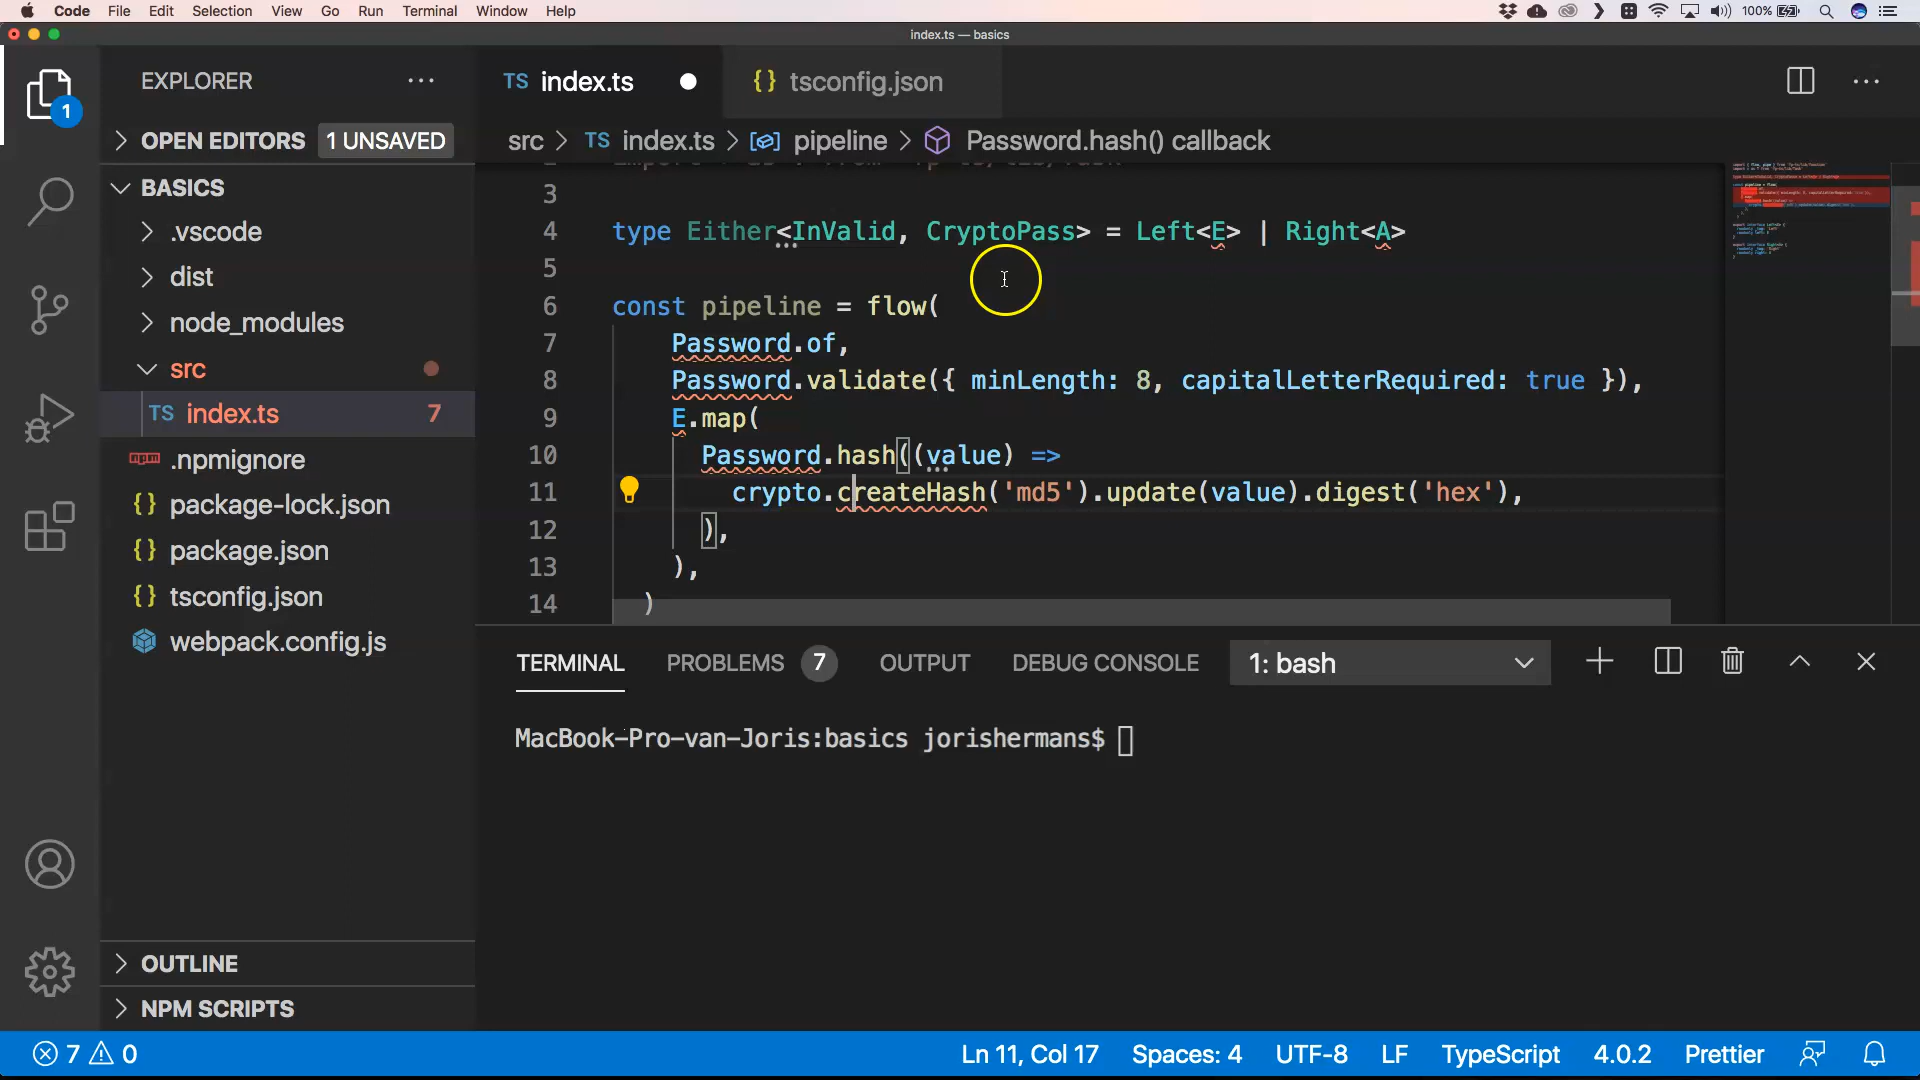 Code File Edit Selection View Go Run Terminal Window Help 100%
index.ts — basics
EXPLORER
TS index.ts
{} tsconfig.json
OPEN EDITORS 1 UNSAVED
src > TS index.ts > pipeline > Password.hash() callback
BASICS
.vscode
dist
node_modules
src
TS index.ts 7
npm .npmignore
{} package-lock.json
{} package.json
{} tsconfig.json
webpack.config.js
OUTLINE
NPM SCRIPTS
1
3
4 type Either<InValid, CryptoPass> = Left<E> | Right<A>
5
6 const pipeline = flow(
7 Password.of,
8 Password.validate({ minLength: 8, capitalLetterRequired: true }),
9 E.map(
10 Password.hash((value) =>
11 crypto.createHash('md5').update(value).digest('hex'),
12 ),
13 ),
14 )
TERMINAL PROBLEMS 7 OUTPUT DEBUG CONSOLE 1: bash
MacBook-Pro-van-Joris:basics jorishermans$
7 0 Ln 11, Col 17 Spaces: 4 UTF-8 LF TypeScript 4.0.2 Prettier